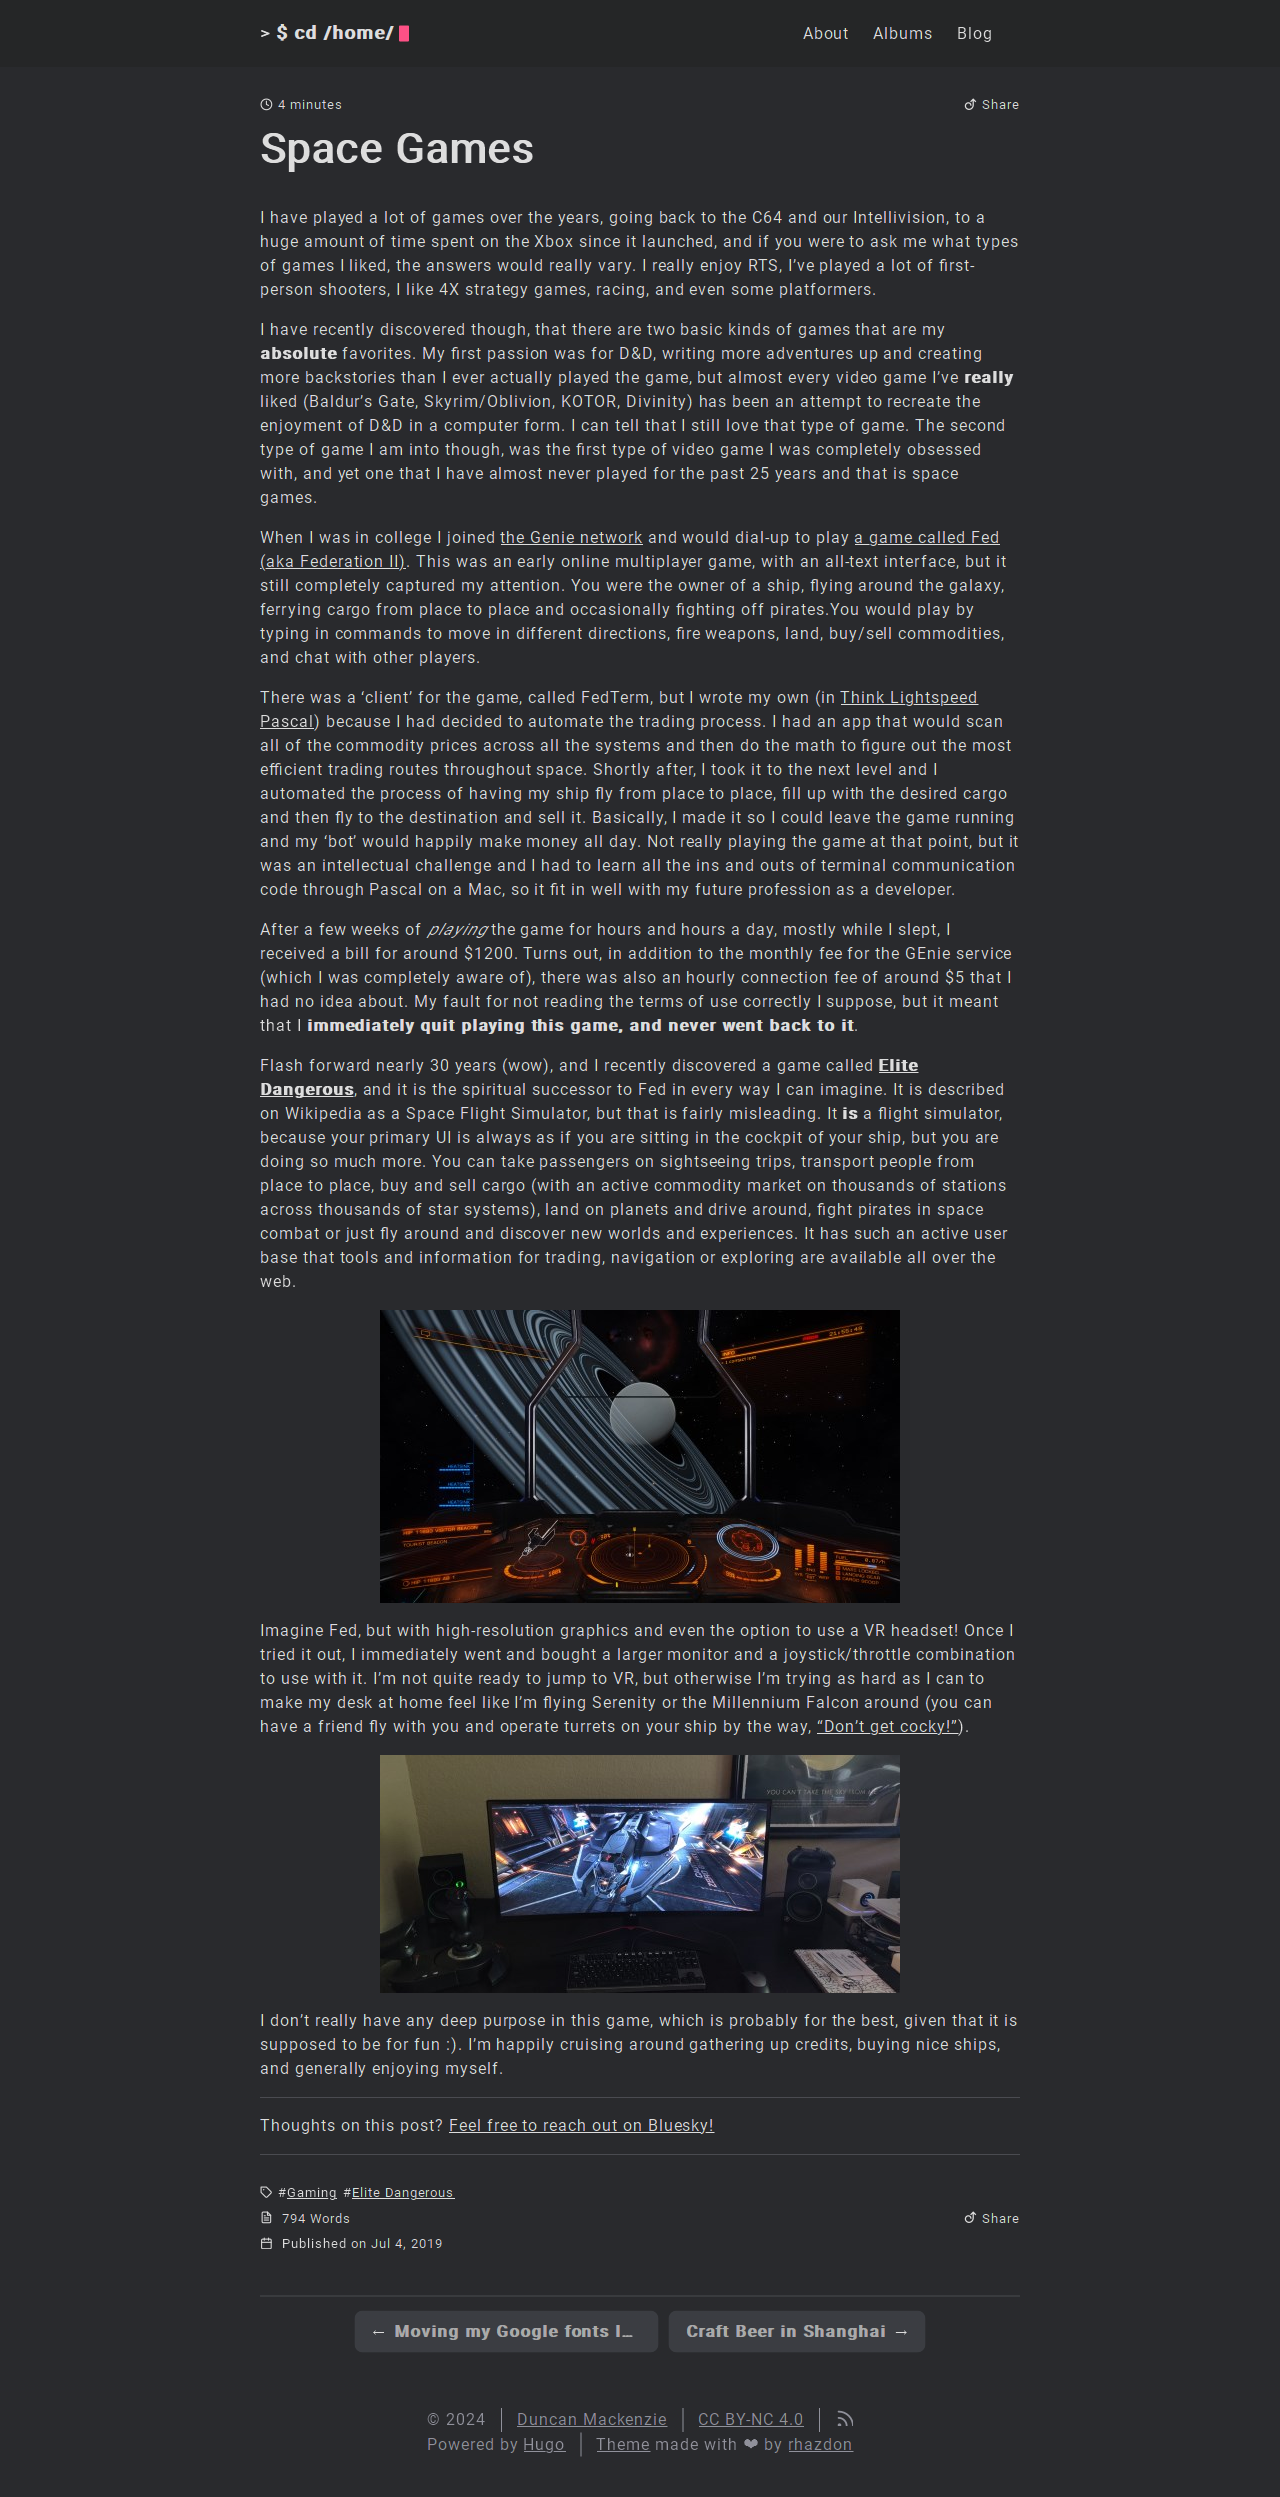 > $ cd /home/
About Albums Blog
4 minutes
Share
Space Games
I have played a lot of games over the years, going back to the C64 and our Intellivision, to a
huge amount of time spent on the Xbox since it launched, and if you were to ask me what types
of games I liked, the answers would really vary. I really enjoy RTS, I’ve played a lot of first-
person shooters, I like 4X strategy games, racing, and even some platformers.
I have recently discovered though, that there are two basic kinds of games that are my
absolute favorites. My first passion was for D&D, writing more adventures up and creating
more backstories than I ever actually played the game, but almost every video game I’ve really
liked (Baldur’s Gate, Skyrim/Oblivion, KOTOR, Divinity) has been an attempt to recreate the
enjoyment of D&D in a computer form. I can tell that I still love that type of game. The second
type of game I am into though, was the first type of video game I was completely obsessed
with, and yet one that I have almost never played for the past 25 years and that is space
games.
When I was in college I joined the Genie network and would dial-up to play a game called Fed
(aka Federation II). This was an early online multiplayer game, with an all-text interface, but it
still completely captured my attention. You were the owner of a ship, flying around the galaxy,
ferrying cargo from place to place and occasionally fighting off pirates.You would play by
typing in commands to move in different directions, fire weapons, land, buy/sell commodities,
and chat with other players.
There was a ‘client’ for the game, called FedTerm, but I wrote my own (in Think Lightspeed
Pascal) because I had decided to automate the trading process. I had an app that would scan
all of the commodity prices across all the systems and then do the math to figure out the most
efficient trading routes throughout space. Shortly after, I took it to the next level and I
automated the process of having my ship fly from place to place, fill up with the desired cargo
and then fly to the destination and sell it. Basically, I made it so I could leave the game running
and my ‘bot’ would happily make money all day. Not really playing the game at that point, but it
was an intellectual challenge and I had to learn all the ins and outs of terminal communication
code through Pascal on a Mac, so it fit in well with my future profession as a developer.
After a few weeks of playing the game for hours and hours a day, mostly while I slept, I
received a bill for around $1200. Turns out, in addition to the monthly fee for the GEnie service
(which I was completely aware of), there was also an hourly connection fee of around $5 that I
had no idea about. My fault for not reading the terms of use correctly I suppose, but it meant
that I immediately quit playing this game, and never went back to it.
Flash forward nearly 30 years (wow), and I recently discovered a game called Elite
Dangerous, and it is the spiritual successor to Fed in every way I can imagine. It is described
on Wikipedia as a Space Flight Simulator, but that is fairly misleading. It is a flight simulator,
because your primary UI is always as if you are sitting in the cockpit of your ship, but you are
doing so much more. You can take passengers on sightseeing trips, transport people from
place to place, buy and sell cargo (with an active commodity market on thousands of stations
across thousands of star systems), land on planets and drive around, fight pirates in space
combat or just fly around and discover new worlds and experiences. It has such an active user
base that tools and information for trading, navigation or exploring are available all over the
web.
INFO
21:55:49
HEATSINK
HEATSINK
HEATSINK
TOURIST BEACON
FUEL
MASS LOCKED
LANDING GEAR
CARGO SCOOP
Imagine Fed, but with high-resolution graphics and even the option to use a VR headset! Once I
tried it out, I immediately went and bought a larger monitor and a joystick/throttle combination
to use with it. I’m not quite ready to jump to VR, but otherwise I’m trying as hard as I can to
make my desk at home feel like I’m flying Serenity or the Millennium Falcon around (you can
have a friend fly with you and operate turrets on your ship by the way, “Don’t get cocky!”).
YOU CAN'T TAKE THE SKY FROM ME
I don’t really have any deep purpose in this game, which is probably for the best, given that it is
supposed to be for fun :). I’m happily cruising around gathering up credits, buying nice ships,
and generally enjoying myself.
Thoughts on this post? Feel free to reach out on Bluesky!
#Gaming #Elite Dangerous
794 Words
Share
Published on Jul 4, 2019
← Moving my Google fonts l…
Craft Beer in Shanghai →
© 2024 | Duncan Mackenzie | CC BY-NC 4.0 |
Powered by Hugo | Theme made with ❤ by rhazdon